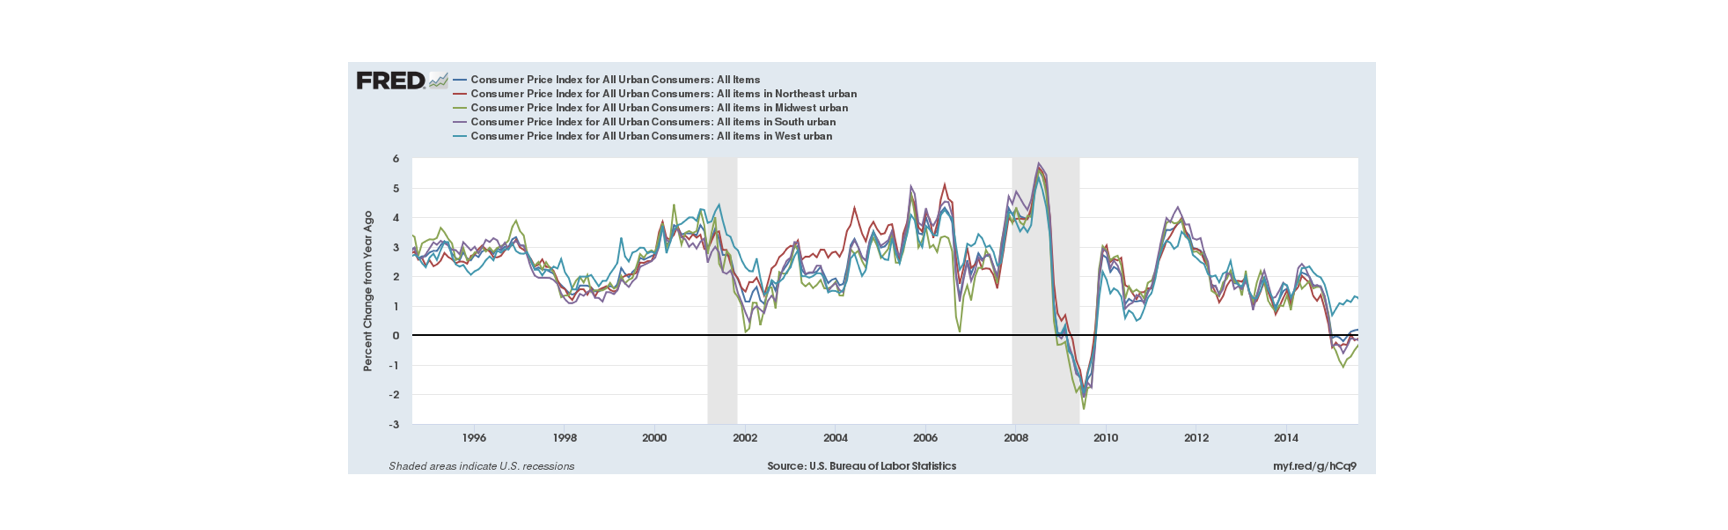 FRED
Consumer Price Index for All Urban Consumers: All Items
Consumer Price Index for All Urban Consumers: All items in Northeast urban
Consumer Price Index for All Urban Consumers: All items in Midwest urban
Consumer Price Index for All Urban Consumers: All items in South urban
Consumer Price Index for All Urban Consumers: All items in West urban
Percent Change from Year Ago
6
5
4
3
2
1
0
-1
-2
-3
1996 1998 2000 2002 2004 2006 2008 2010 2012 2014
Shaded areas indicate U.S. recessions Source: U.S. Bureau of Labor Statistics myf.red/g/hCq9